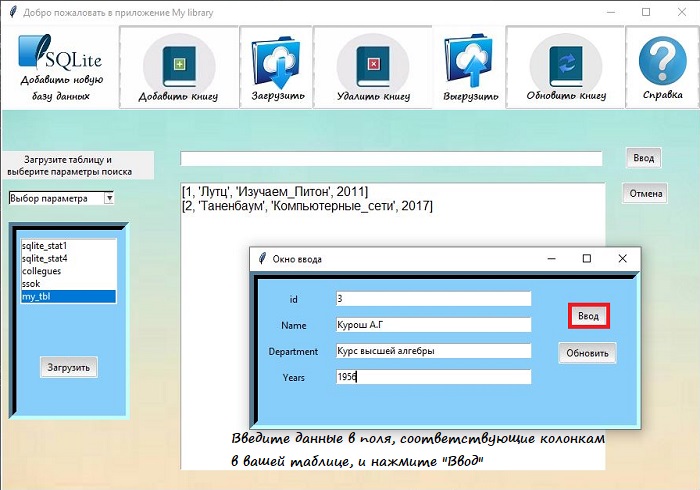 Добро пожаловать в приложение My library
SQLite
Добавить новую
базу данных
Добавить книгу
Загрузить
Удалить книгу
Выгрузить
Обновить книгу
?
Справка
Загрузите таблицу и
выберите параметры поиска
Ввод
Выбор параметра
Отмена
[1, 'Лутц', 'Изучаем_Питон', 2011]
[2, 'Таненбаум', 'Компьютерные_сети', 2017]
sqlite_stat1
sqlite_stat4
collegues
ssok
my_tbl
Загрузить
Окно ввода
id 3
Name Курош А.Г
Department Курс высшей алгебры
Years 1956
Ввод
Обновить
Введите данные в поля, соответствующие колонкам
в вашей таблице, и нажмите "Ввод"